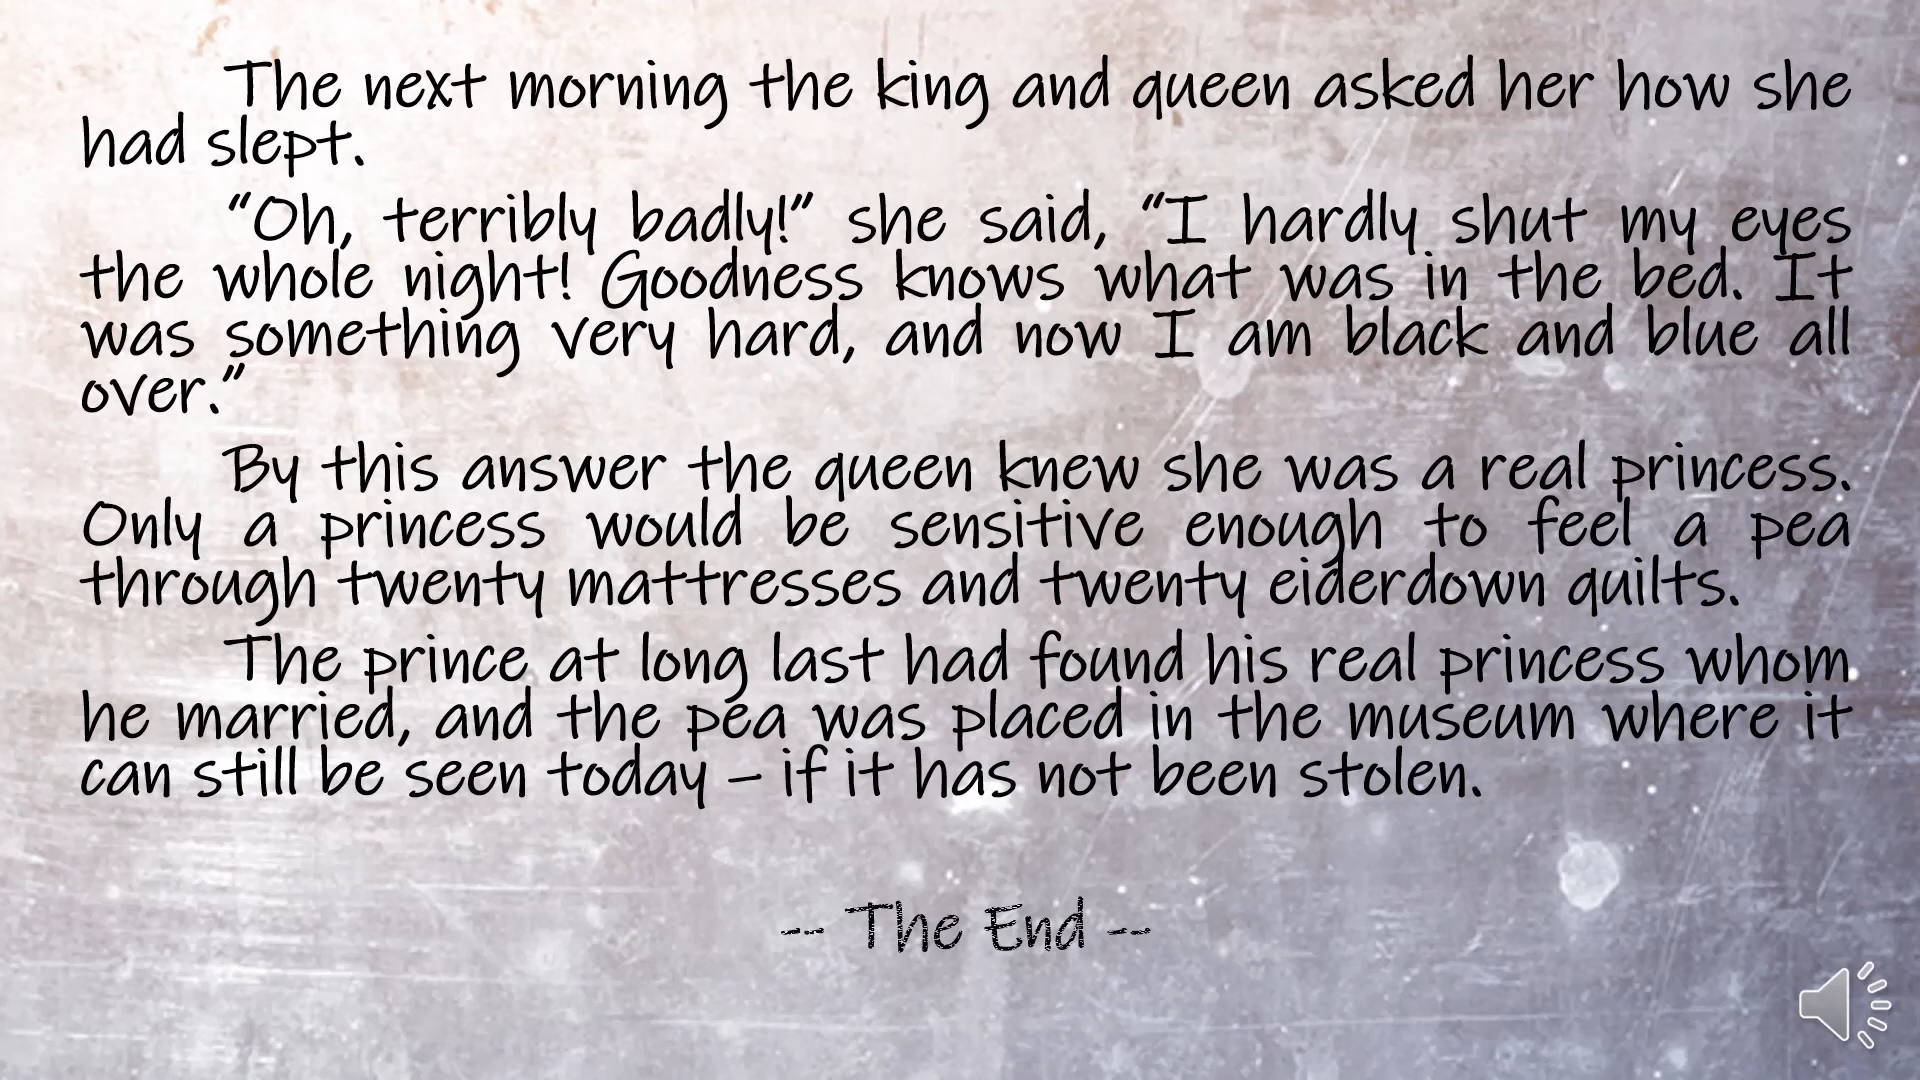 The next morning the king and queen asked her how she
had slept.
“Oh, terribly badly!” she said, “I hardly shut my eyes
the whole night! Goodness knows what was in the bed. It
was something very hard, and now I am black and blue all
over.”
By this answer the queen knew she was a real princess.
Only a princess would be sensitive enough to feel a pea
through twenty mattresses and twenty eiderdown quilts.
The prince at long last had found his real princess whom
he married, and the pea was placed in the museum where it
can still be seen today – if it has not been stolen.
-- The End --